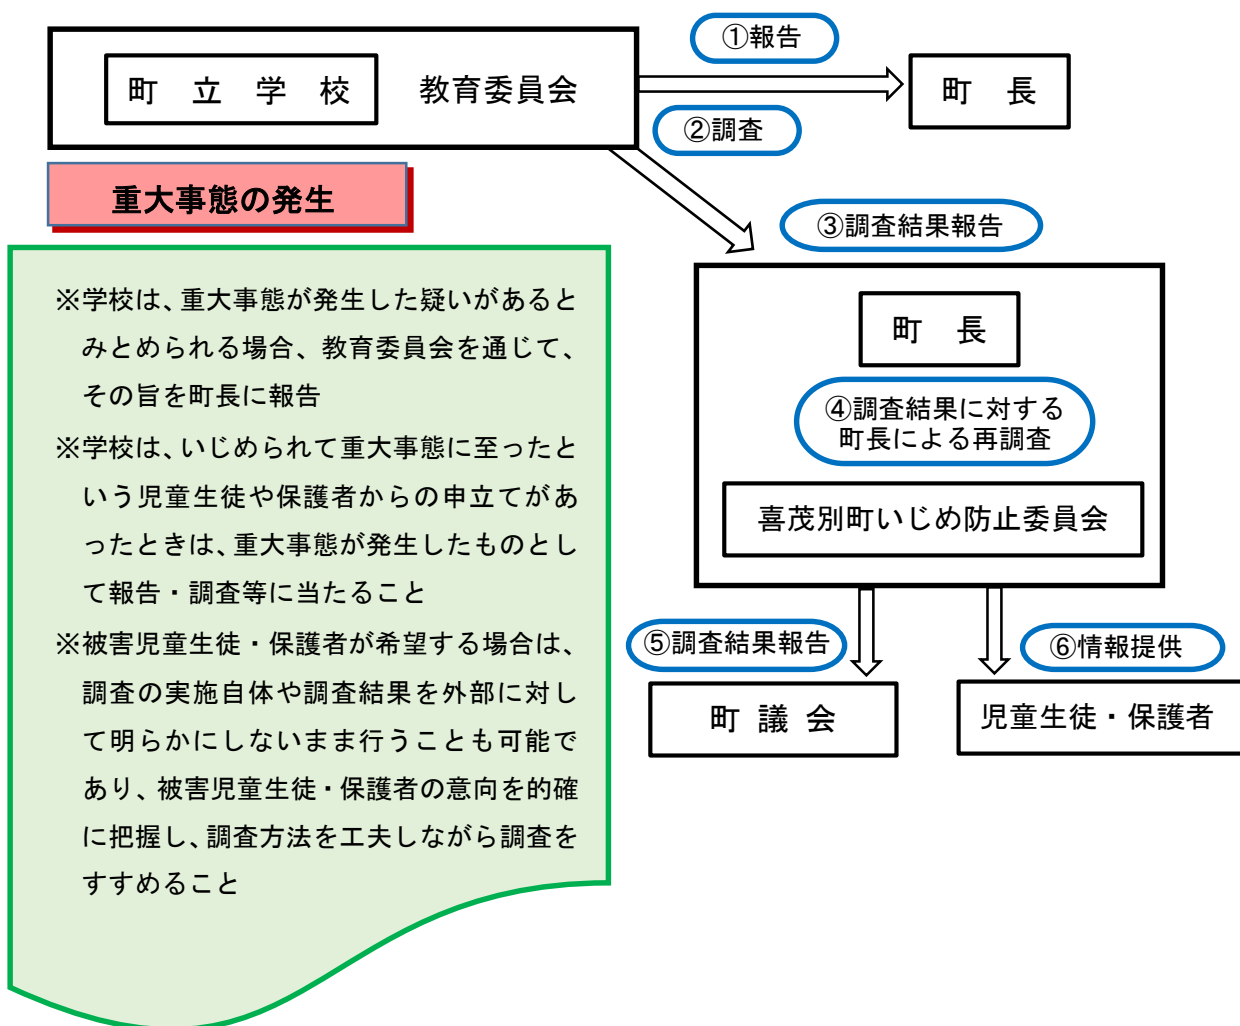 ①報告
町 立 学 校
教育委員会
町 長
②調査
重大事態の発生
③調査結果報告
町 長
④調査結果に対する
町長による再調査
喜茂別町いじめ防止委員会
⑤調査結果報告
⑥情報提供
町 議 会
児童生徒・保護者
※学校は、重大事態が発生した疑いがあると
みとめられる場合、教育委員会を通じて、
その旨を町長に報告
※学校は、いじめられて重大事態に至ったと
いう児童生徒や保護者からの申立てがあ
ったときは、重大事態が発生したものとし
て報告・調査等に当たること
※被害児童生徒・保護者が希望する場合は、
調査の実施自体や調査結果を外部に対し
て明らかにしないまま行うことも可能で
あり、被害児童生徒・保護者の意向を的確
に把握し、調査方法を工夫しながら調査を
すすめること